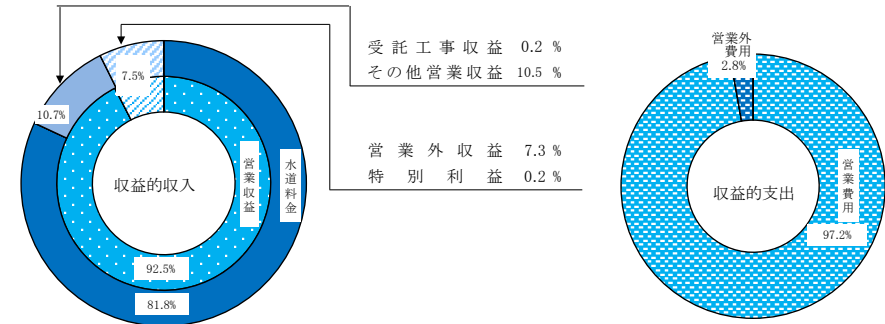 受託工事収益 0.2 %
その他営業収益 10.5 %
営業外収益 7.3 %
特別利益 0.2 %
7.5%
10.7%
収益的収入
営業収益
水道料金
92.5%
81.8%
営業外
費用
2.8%
収益的支出
営業費用
97.2%